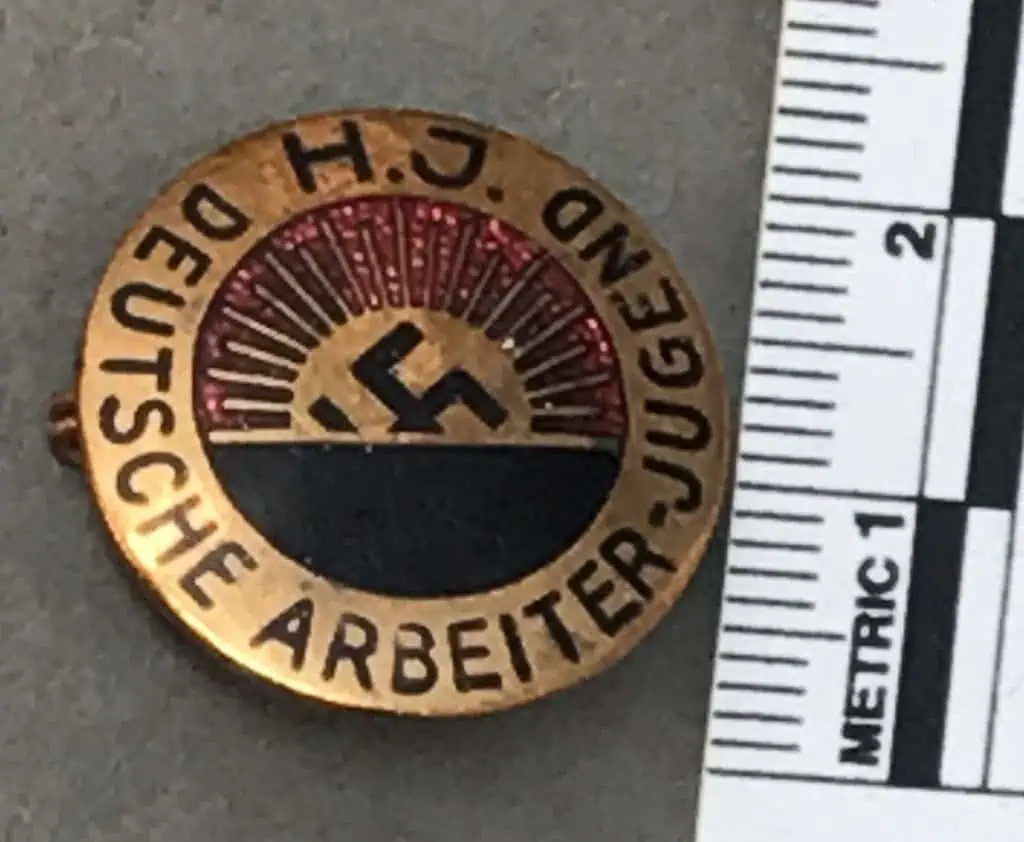 H.J.
DEUTSCHE ARBEITER-JUGEND
2
METRIC 1